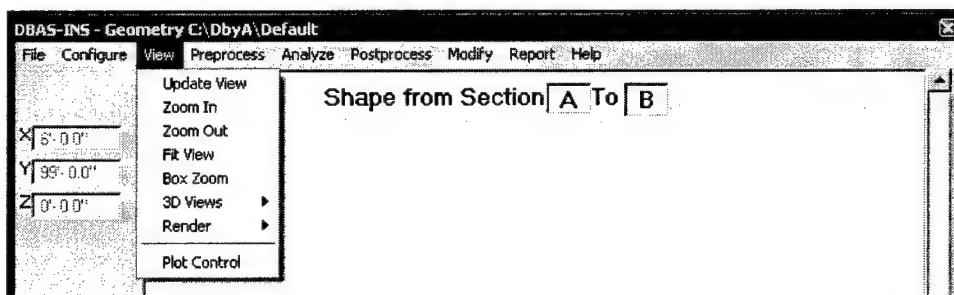 DBAS-INS - Geometry C:\DbyA\Default
File Configure View Preprocess Analyze Postprocess Modify Report Help
Update View
Zoom In
Zoom Out
Fit View
Box Zoom
3D Views
Render
Plot Control
Shape from Section A To B
X 6'- 0.0"
Y 99'- 0.0"
Z 0'- 0.0"